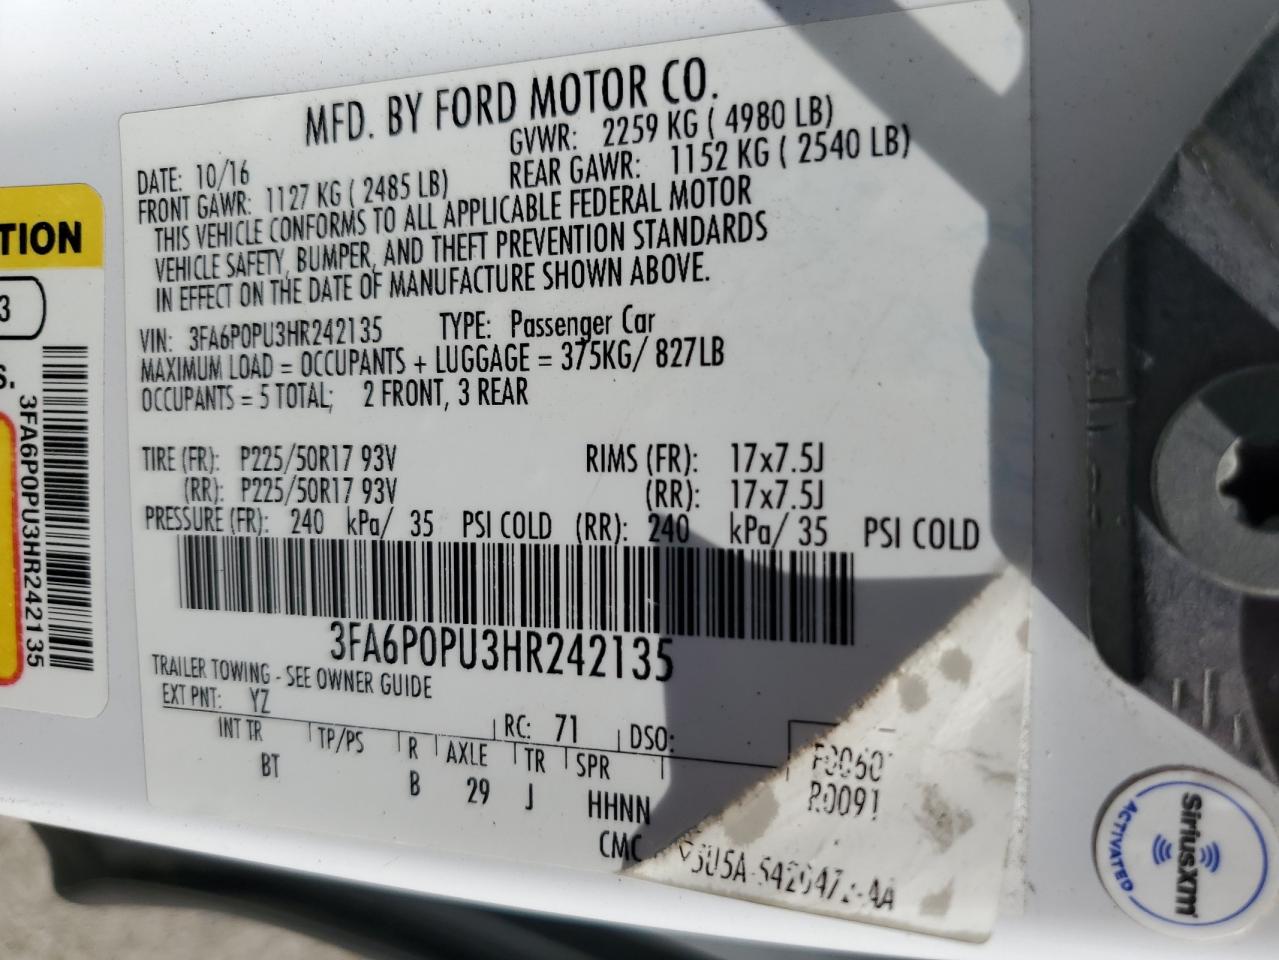 MFD. BY FORD MOTOR CO.
DATE: 10/16 GVWR: 2259 KG ( 4980 LB)
FRONT GAWR: 1127 KG ( 2485 LB) REAR GAWR: 1152 KG ( 2540 LB)
THIS VEHICLE CONFORMS TO ALL APPLICABLE FEDERAL MOTOR
VEHICLE SAFETY, BUMPER, AND THEFT PREVENTION STANDARDS
IN EFFECT ON THE DATE OF MANUFACTURE SHOWN ABOVE.
VIN: 3FA6P0PU3HR242135 TYPE: Passenger Car
MAXIMUM LOAD = OCCUPANTS + LUGGAGE = 375KG/ 827LB
OCCUPANTS = 5 TOTAL; 2 FRONT, 3 REAR
TIRE (FR): P225/50R17 93V RIMS (FR): 17x7.5J
(RR): P225/50R17 93V (RR): 17x7.5J
PRESSURE (FR): 240 kPa/ 35 PSI COLD (RR): 240 kPa/ 35 PSI COLD
3FA6P0PU3HR242135
TRAILER TOWING - SEE OWNER GUIDE
EXT PNT: YZ RC: 71 DSO:
INT TR TP/PS R AXLE TR SPR
BT B 29 J HHNN
R0091
CMC
TION
3
S.
3FA6P0PU3HR242135
SiriusXM
ACTIVATED